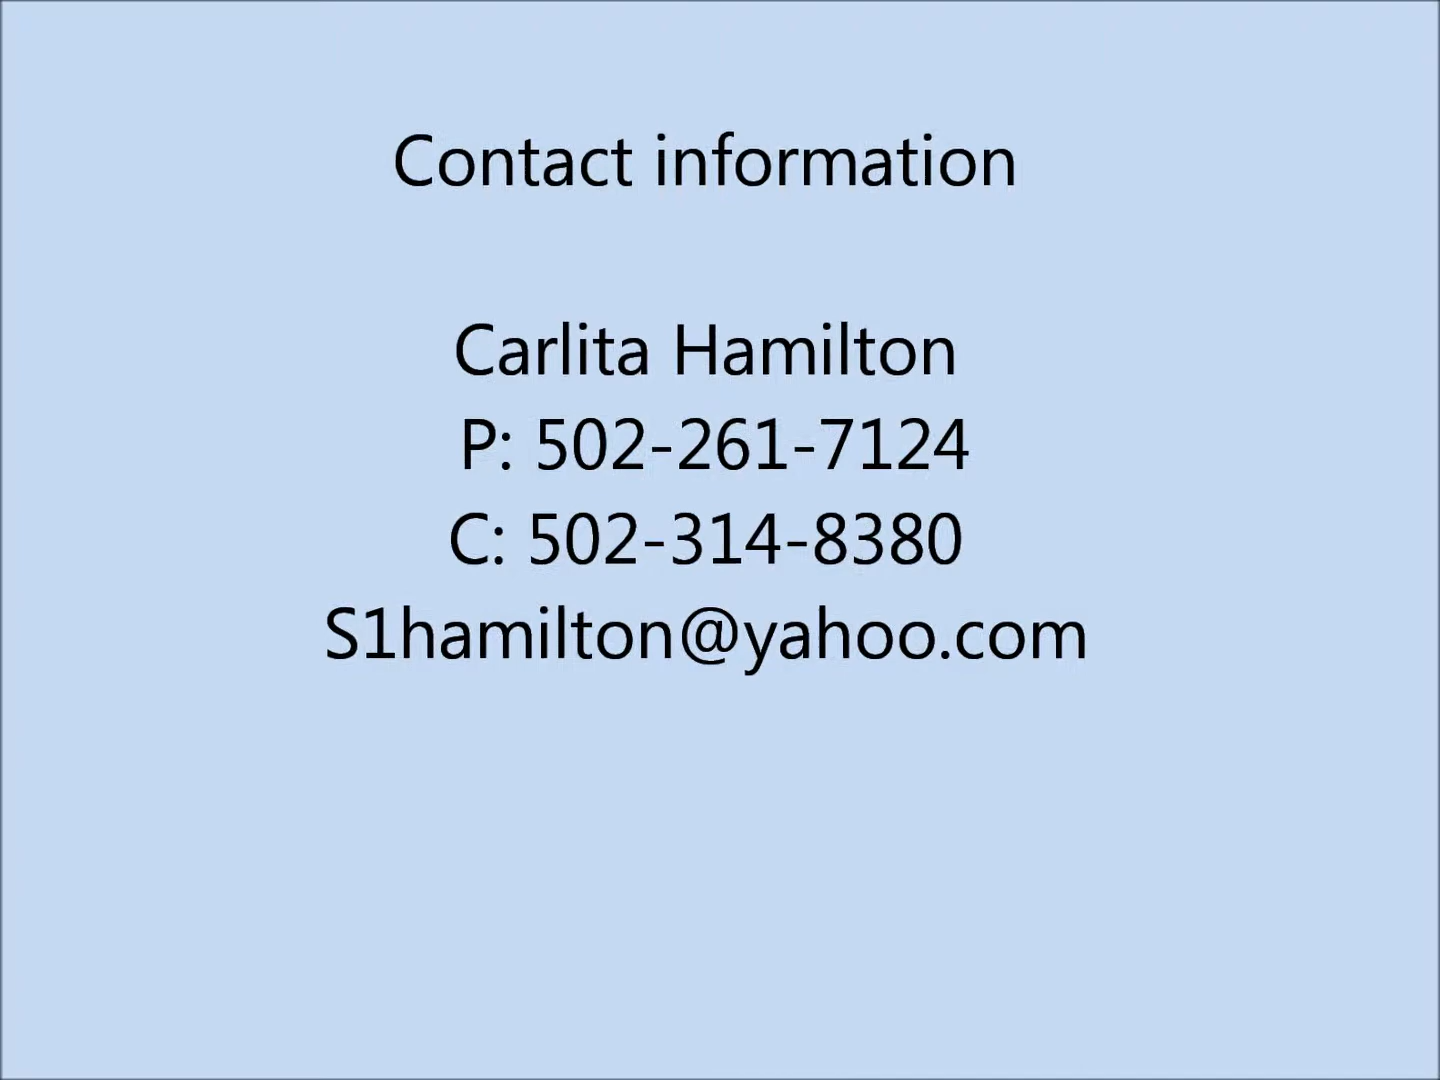 Contact information
Carlita Hamilton
P: 502-261-7124
C: 502-314-8380
S1hamilton@yahoo.com